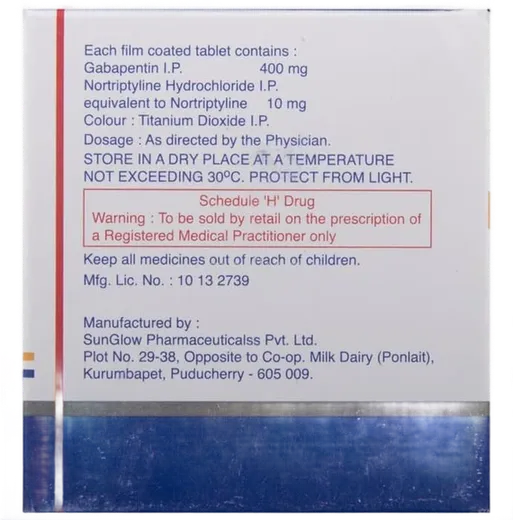 Each film coated tablet contains :
Gabapentin I.P. 400 mg
Nortriptyline Hydrochloride I.P.
equivalent to Nortriptyline 10 mg
Colour : Titanium Dioxide I.P.
Dosage : As directed by the Physician.
STORE IN A DRY PLACE AT A TEMPERATURE
NOT EXCEEDING 30ºC. PROTECT FROM LIGHT.
Schedule 'H' Drug
Warning : To be sold by retail on the prescription of
a Registered Medical Practitioner only
Keep all medicines out of reach of children.
Mfg. Lic. No. : 10 13 2739
Manufactured by :
SunGlow Pharmaceuticalss Pvt. Ltd.
Plot No. 29-38, Opposite to Co-op. Milk Dairy (Ponlait),
Kurumbapet, Puducherry - 605 009.